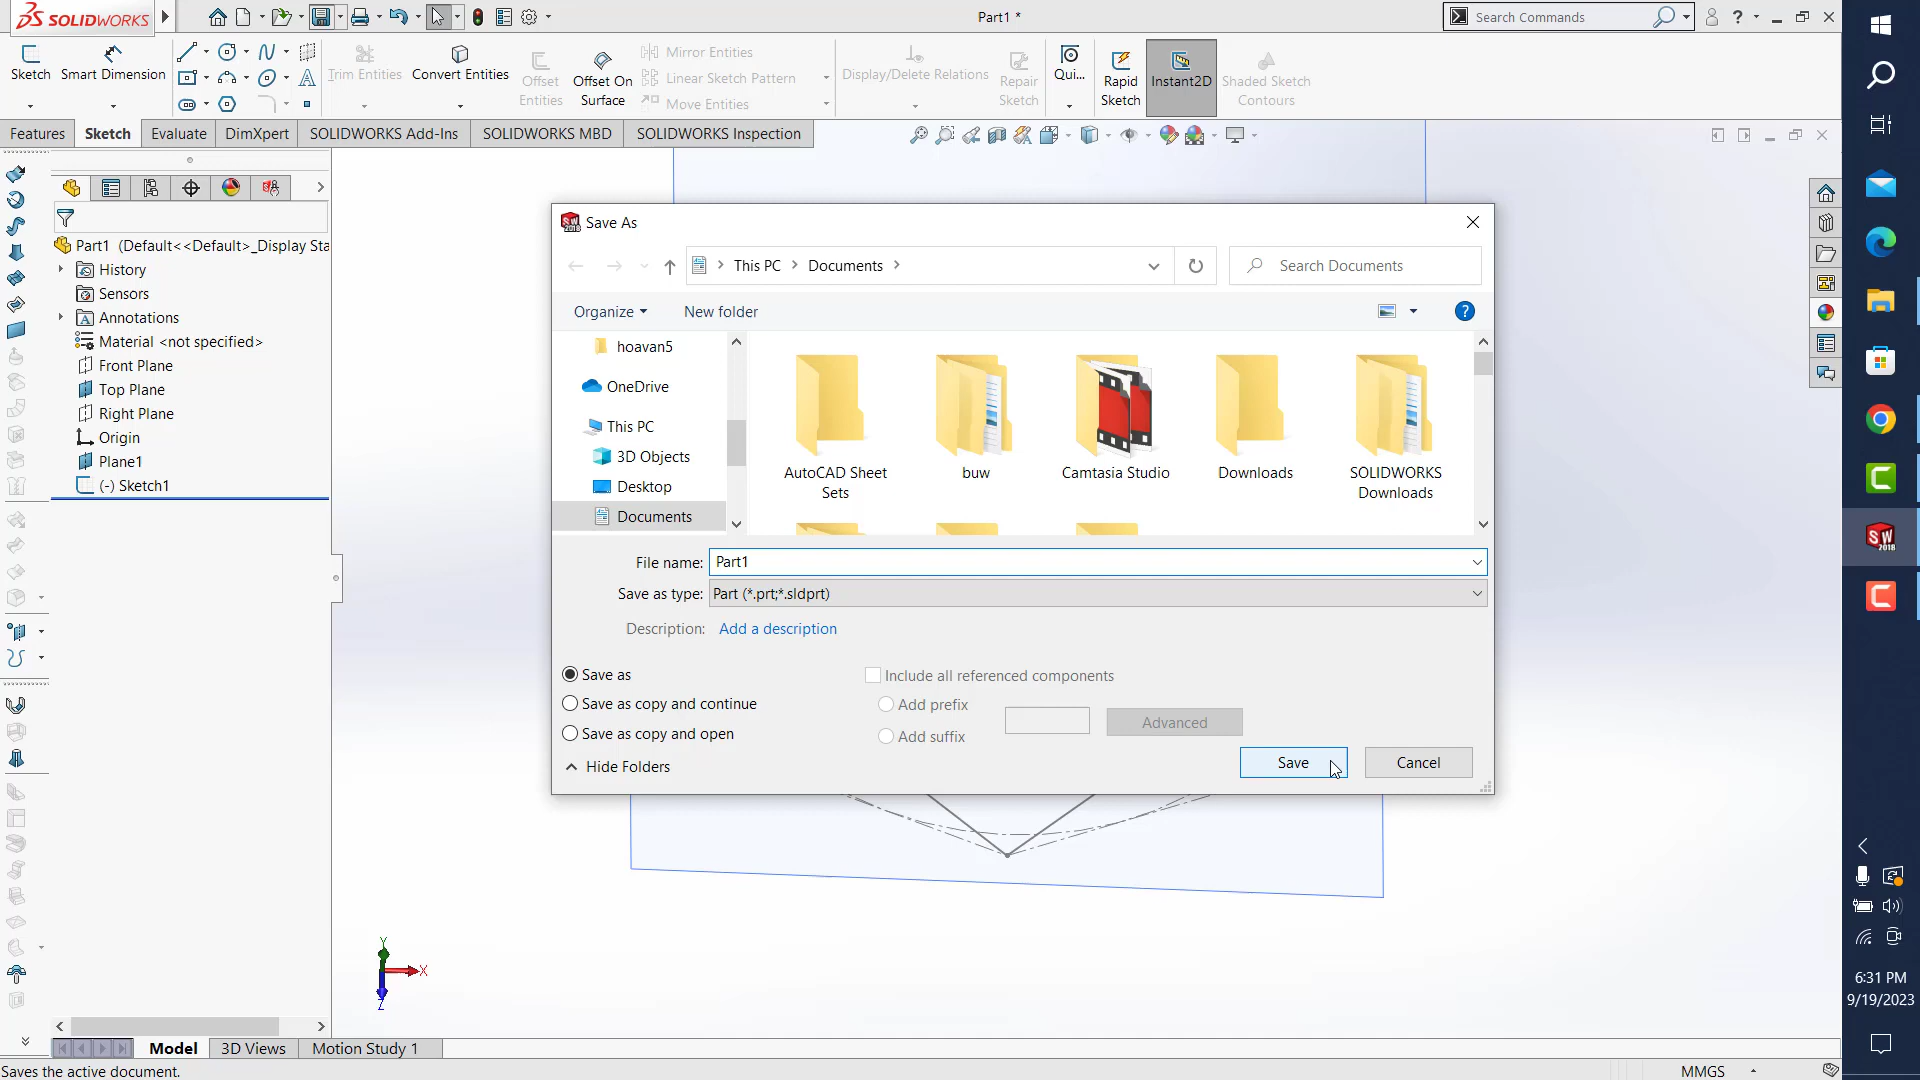 SOLIDWORKS
Part1 *
Search Commands
Sketch
Smart Dimension
Trim Entities
Convert Entities
Offset
Entities
Offset On
Surface
Mirror Entities
Linear Sketch Pattern
Move Entities
Display/Delete Relations
Repair
Sketch
Qui...
Rapid
Sketch
Instant2D
Shaded Sketch
Contours
Features
Sketch
Evaluate
DimXpert
SOLIDWORKS Add-Ins
SOLIDWORKS MBD
SOLIDWORKS Inspection
Part1 (Default<<Default>_Display Sta
History
Sensors
Annotations
Material <not specified>
Front Plane
Top Plane
Right Plane
Origin
Plane1
(-) Sketch1
Save As
This PC
Documents
Search Documents
Organize
New folder
hoavan5
OneDrive
This PC
3D Objects
Desktop
Documents
AutoCAD Sheet
Sets
buw
Camtasia Studio
Downloads
SOLIDWORKS
Downloads
File name:
Part1
Save as type:
Part (*.prt;*.sldprt)
Description:
Add a description
Save as
Save as copy and continue
Save as copy and open
Include all referenced components
Add prefix
Add suffix
Advanced
Hide Folders
Save
Cancel
Y
X
Z
Model
3D Views
Motion Study 1
Saves the active document.
MMGS
SW
2018
6:31 PM
9/19/2023